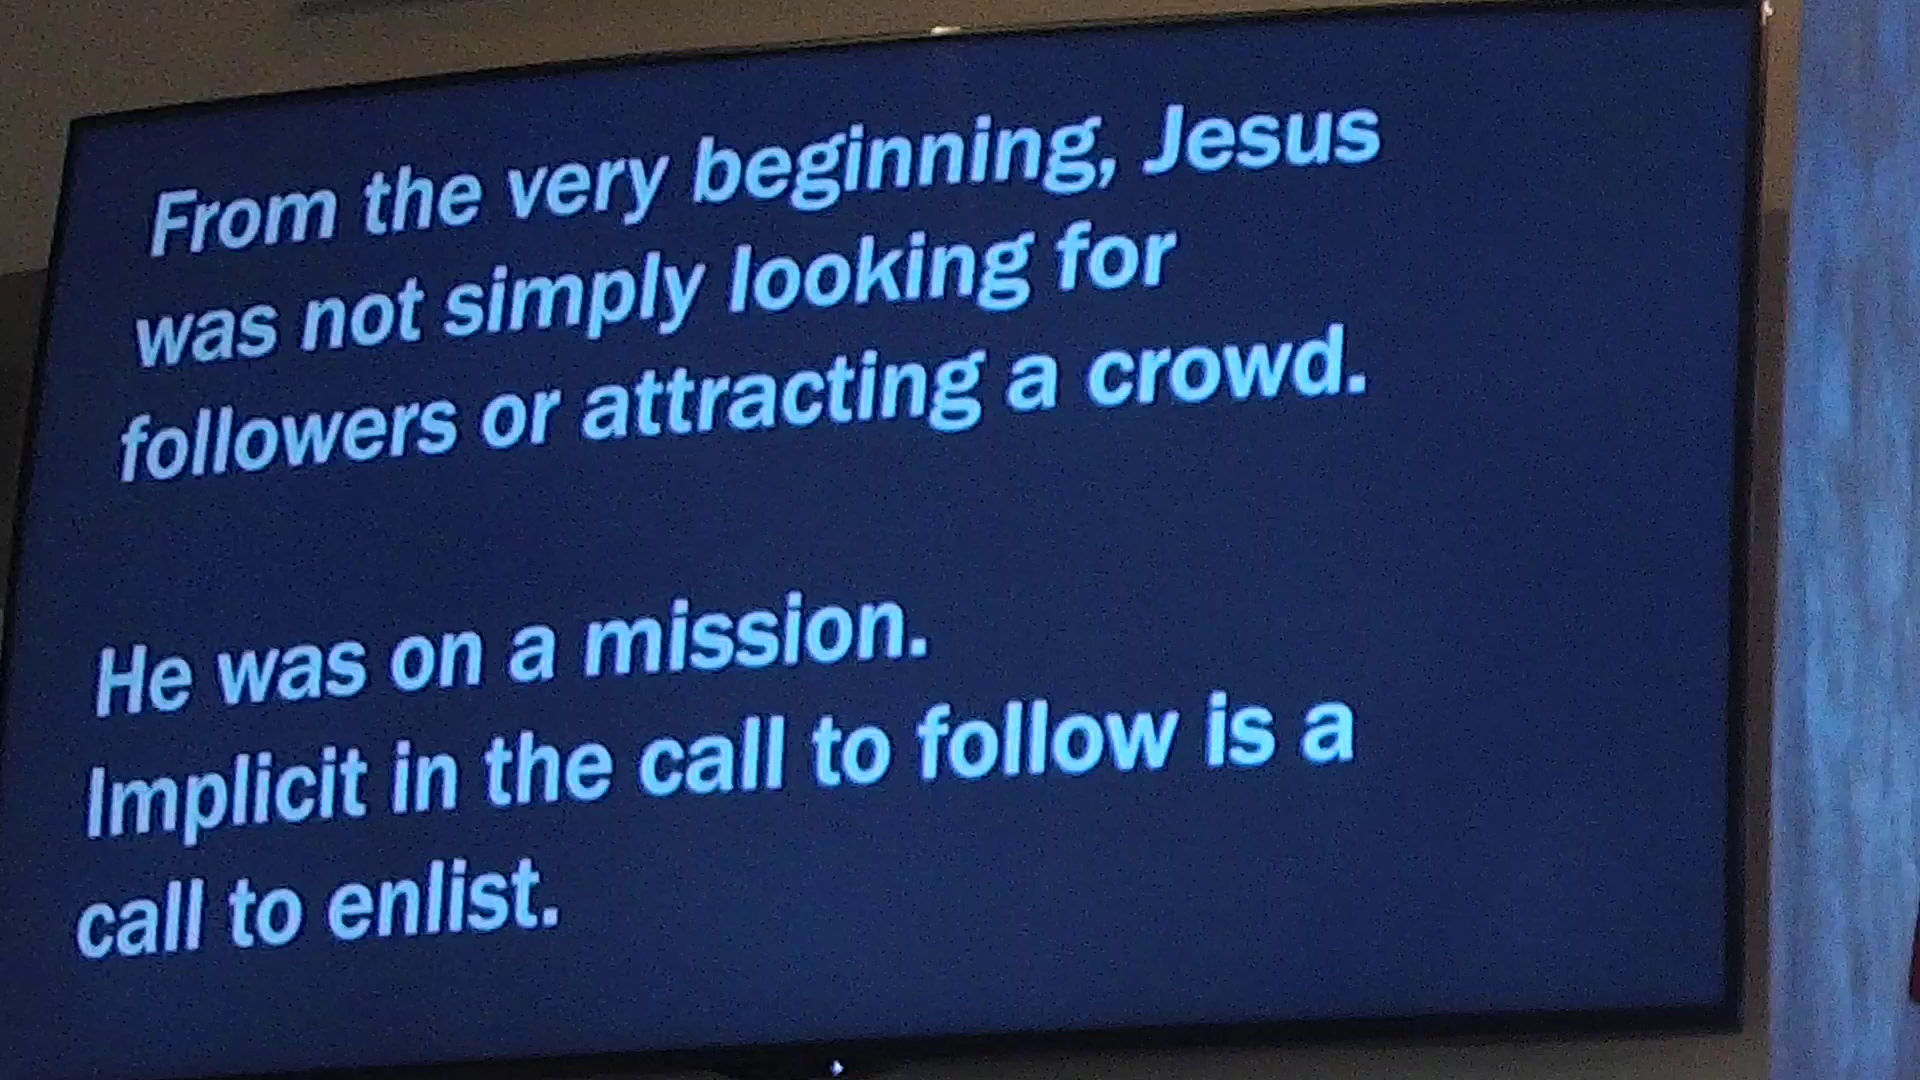 From the very beginning, Jesus
was not simply looking for
followers or attracting a crowd.
He was on a mission.
Implicit in the call to follow is a
call to enlist.